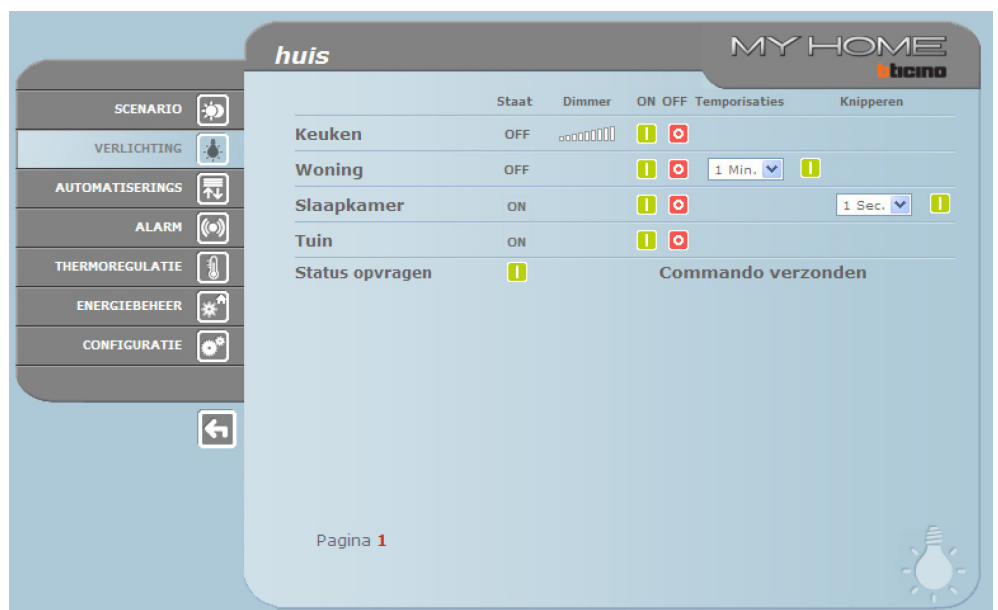 huis
MY HOME
bticino
SCENARIO
VERLICHTING
AUTOMATISERINGS
ALARM
THERMOREGULATIE
ENERGIEBEHEER
CONFIGURATIE
Staat Dimmer ON OFF Temporisaties Knipperen
Keuken OFF
Woning OFF 1 Min.
Slaapkamer ON 1 Sec.
Tuin ON
Status opvragen Commando verzonden
Pagina 1